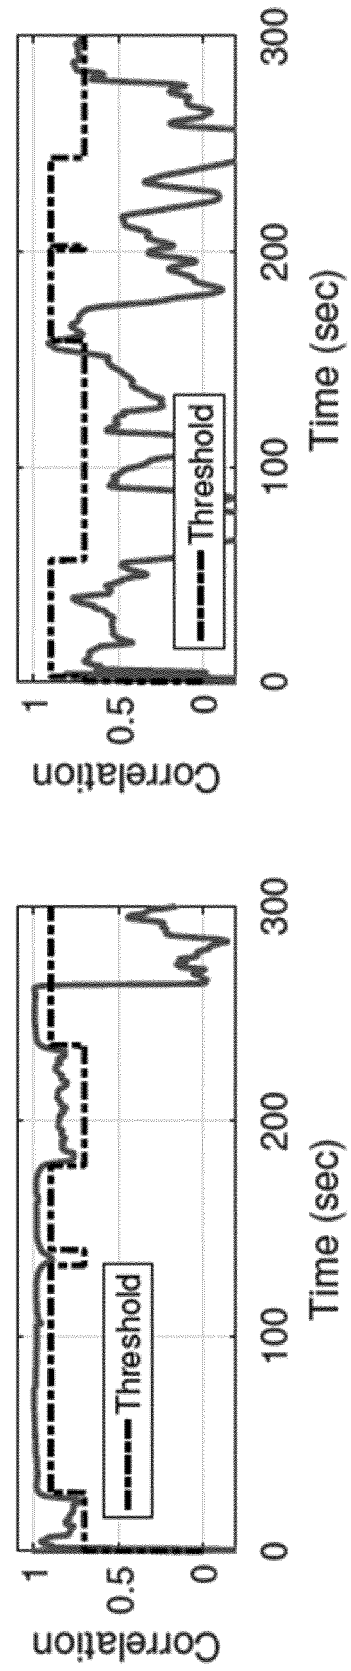 Correlation
1
0.5
0
Threshold
0
100
200
300
Time (sec)
Correlation
1
0.5
0
Threshold
0
100
200
300
Time (sec)